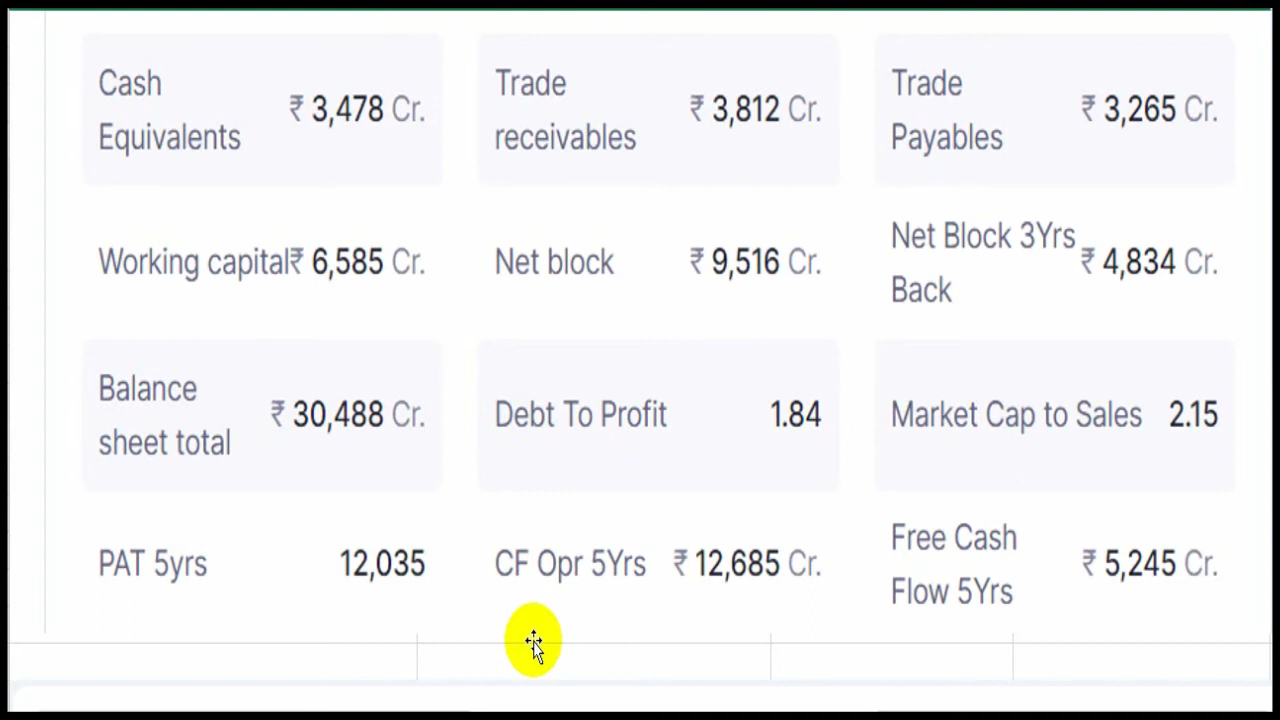 Cash
Equivalents
₹ 3,478 Cr.
Trade
receivables
₹ 3,812 Cr.
Trade
Payables
₹ 3,265 Cr.
Working capital ₹ 6,585 Cr.
Net block ₹ 9,516 Cr.
Net Block 3Yrs
Back
₹ 4,834 Cr.
Balance
sheet total
₹ 30,488 Cr.
Debt To Profit 1.84
Market Cap to Sales 2.15
PAT 5yrs 12,035
CF Opr 5Yrs ₹ 12,685 Cr.
Free Cash
Flow 5Yrs
₹ 5,245 Cr.